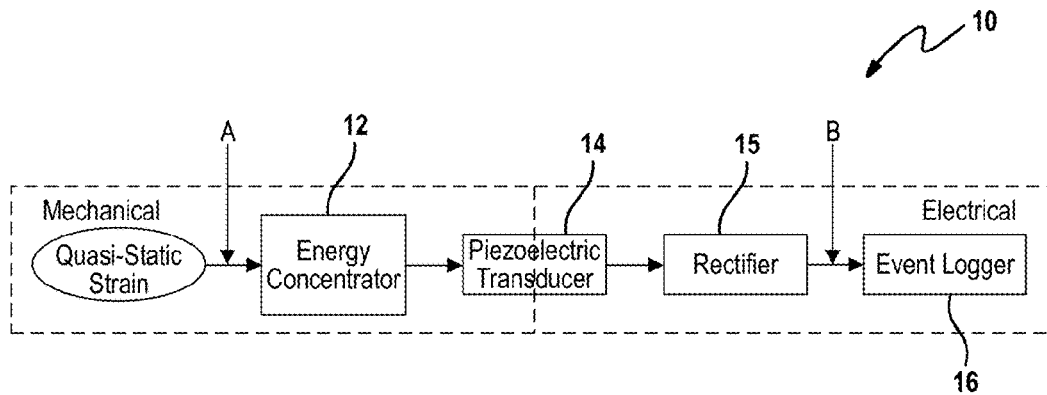 10
A
12
14
15
B
Mechanical
Electrical
Quasi-Static
Strain
Energy
Concentrator
Piezoelectric
Transducer
Rectifier
Event Logger
16